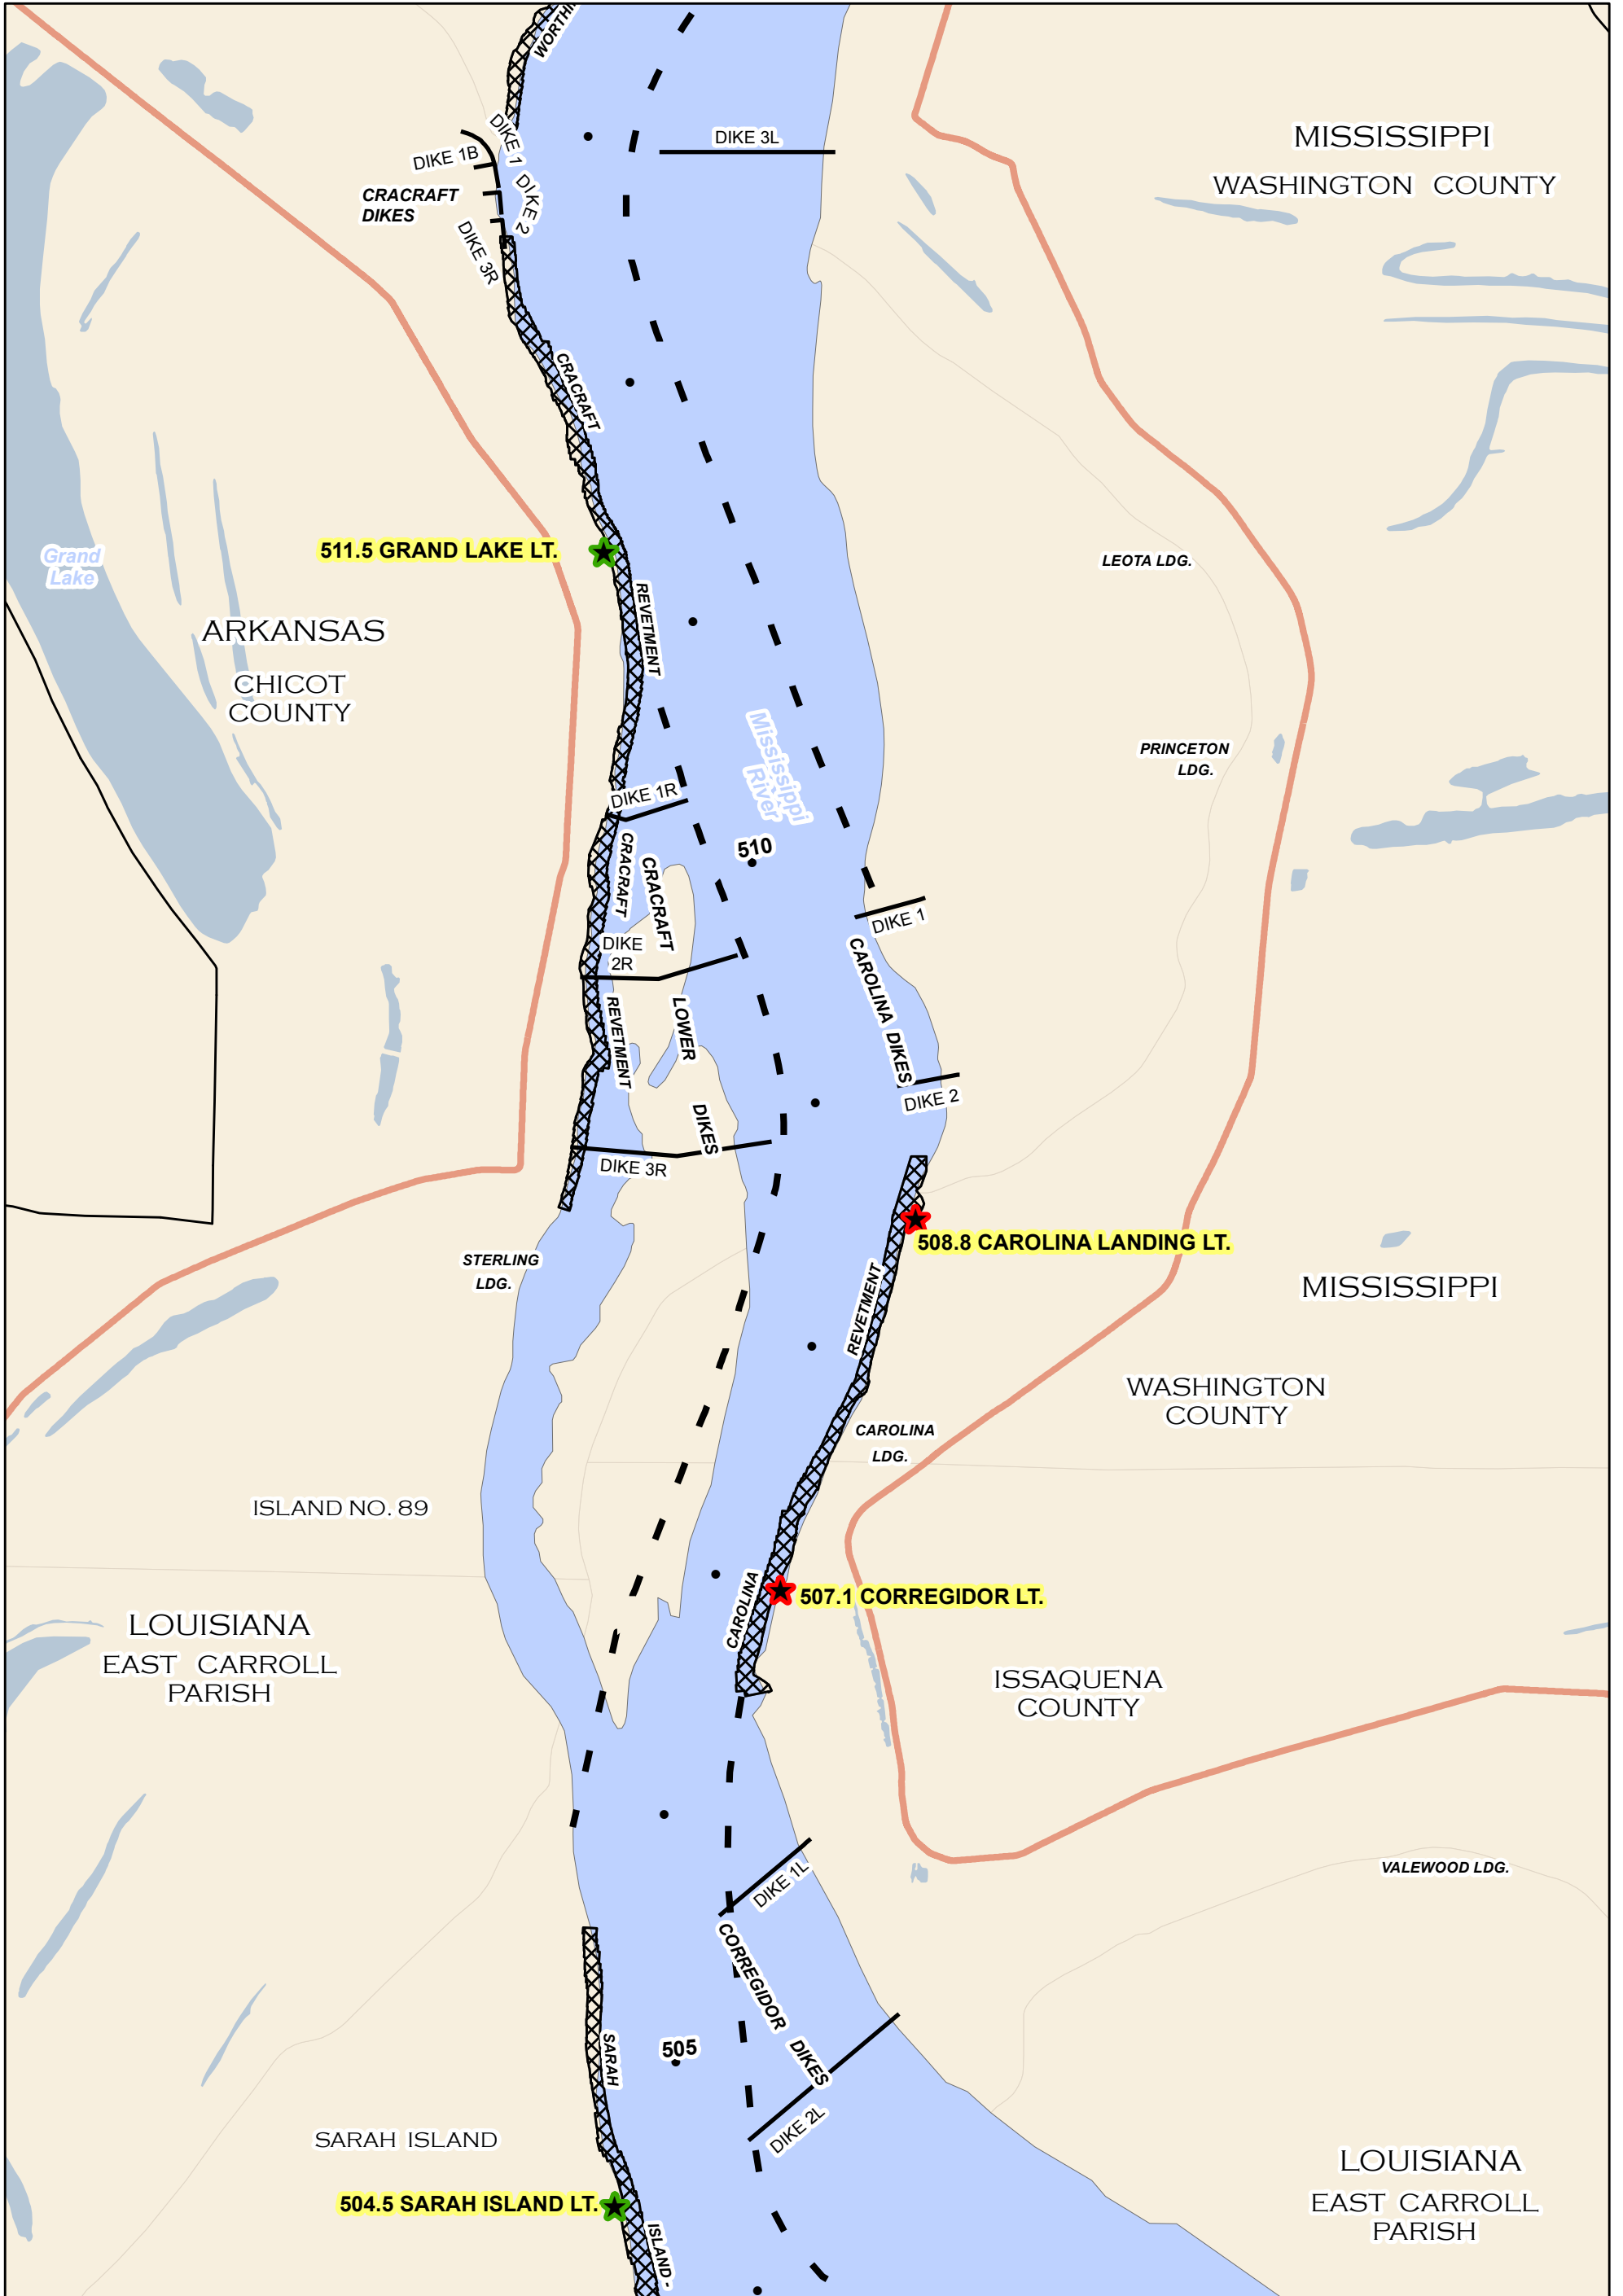 WORTHI
DIKE 1
DIKE 1B
DIKE 3L
MISSISSIPPI
WASHINGTON COUNTY
CRACRAFT
DIKES
DIKE 2
DIKE 3R
CRACRAFT
511.5 GRAND LAKE LT.
Grand
Lake
LEOTA LDG.
REVETMENT
ARKANSAS
CHICOT
COUNTY
Mississippi
River
PRINCETON
LDG.
DIKE 1R
510
CRACRAFT
CRACRAFT
DIKE 1
DIKE
2R
CAROLINA DIKES
REVETMENT
LOWER
DIKE 2
DIKES
DIKE 3R
508.8 CAROLINA LANDING LT.
STERLING
LDG.
MISSISSIPPI
REVETMENT
WASHINGTON
COUNTY
CAROLINA
LDG.
ISLAND NO. 89
CAROLINA
507.1 CORREGIDOR LT.
LOUISIANA
EAST CARROLL
PARISH
ISSAQUENA
COUNTY
VALEWOOD LDG.
DIKE 1L
CORREGIDOR DIKES
SARAH
505
DIKE 2L
SARAH ISLAND
LOUISIANA
EAST CARROLL
PARISH
504.5 SARAH ISLAND LT.
ISLAND -